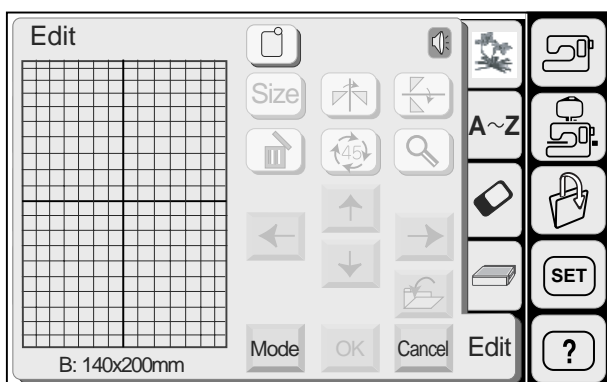 Edit
Size
A~Z
45
SET
Mode
OK
Cancel
Edit
?
B: 140x200mm